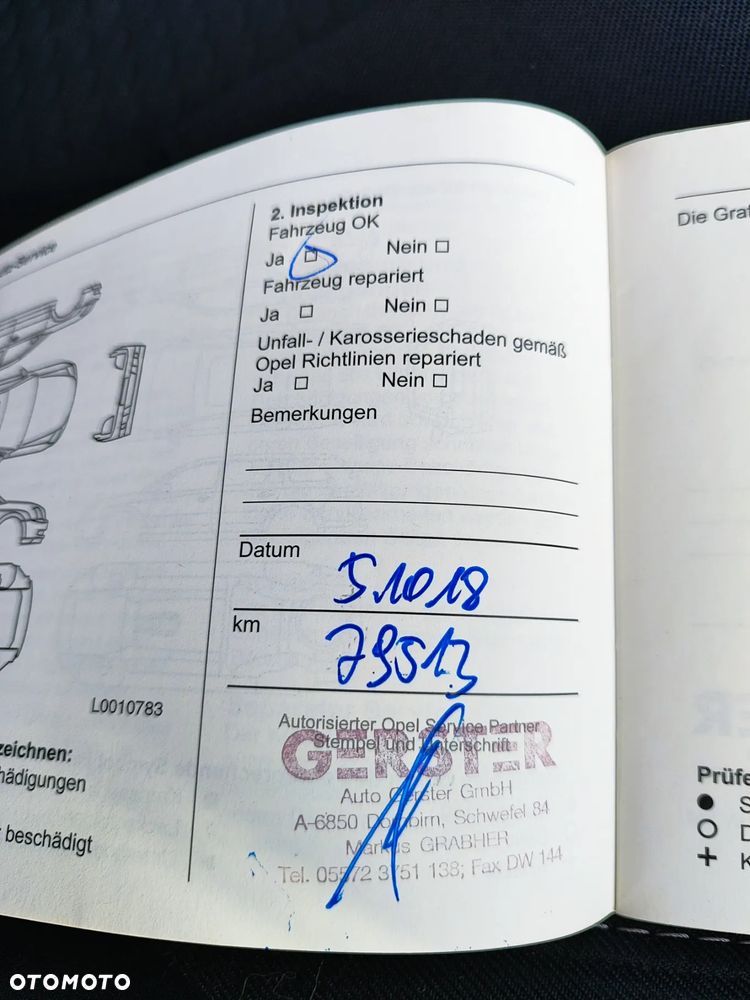 2. Inspektion
Fahrzeug OK
Ja □ Nein □
Fahrzeug repariert
Ja □ Nein □
Unfall- / Karosserieschaden gemäß
Opel Richtlinien repariert
Ja □ Nein □
Bemerkungen
Datum 5.10.18
km 79513
L0010783
Autorisierter Opel Service Partner
Stempel und Unterschrift
GERSTER
Auto Gerster GmbH
A-6850 Dornbirn, Schwefel 84
Markus GRABHER
Tel. 05572 3751 138; Fax DW 144
zeichnen:
hädigungen
beschädigt
Die Graf
Prüfe
● S
○ D
+ K
OTOMOTO